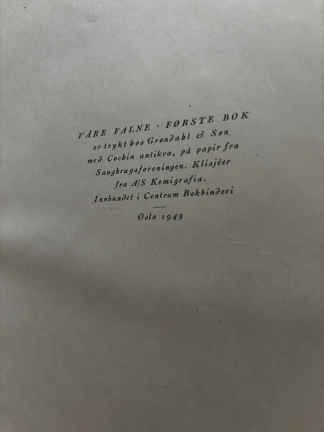 VÅRE FALNE · FØRSTE BOK
er trykt hos Grøndahl & Søn
med Cochin antikva, på papir fra
Saugbrugsforeningen. Klisjéer
fra A/S Kemigrafia.
Innbundet i Centrum Bokbinderi
Oslo 1949